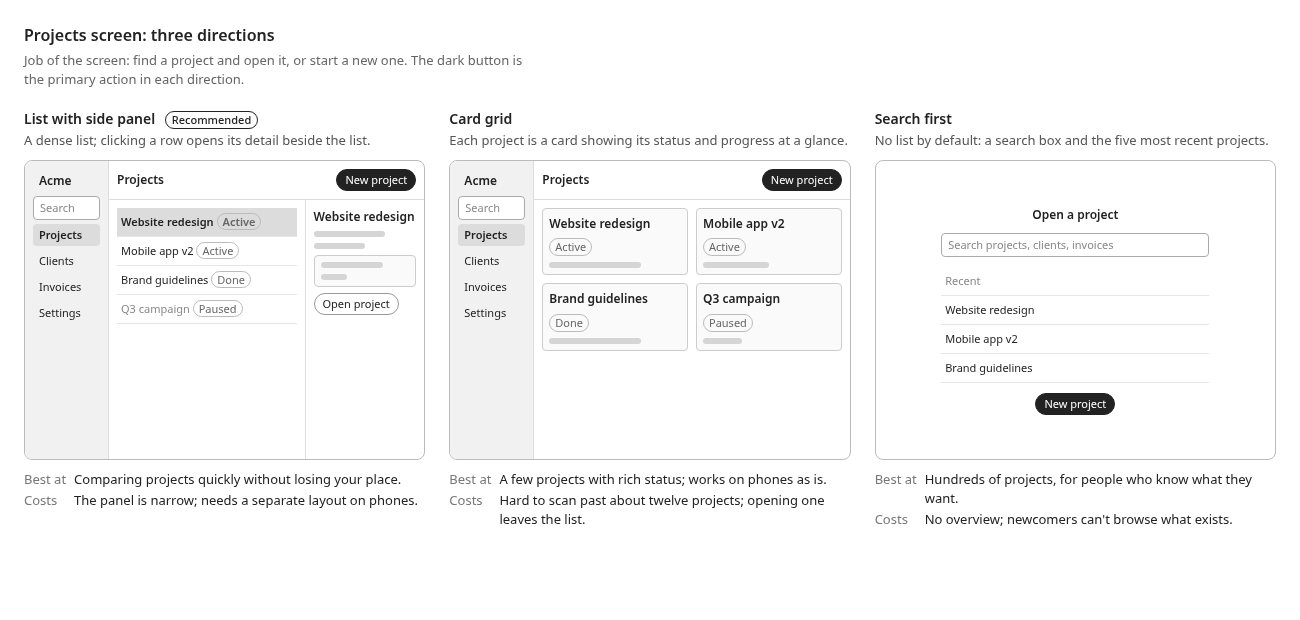 Projects screen: three directions
Job of the screen: find a project and open it, or start a new one. The dark button is
the primary action in each direction.
List with side panel Recommended
A dense list; clicking a row opens its detail beside the list.
Acme
Search
Projects
Clients
Invoices
Settings
Projects
New project
Website redesign Active
Mobile app v2 Active
Brand guidelines Done
Q3 campaign Paused
Website redesign
Open project
Best at Comparing projects quickly without losing your place.
Costs The panel is narrow; needs a separate layout on phones.
Card grid
Each project is a card showing its status and progress at a glance.
Acme
Search
Projects
Clients
Invoices
Settings
Projects
New project
Website redesign
Active
Mobile app v2
Active
Brand guidelines
Done
Q3 campaign
Paused
Best at A few projects with rich status; works on phones as is.
Costs Hard to scan past about twelve projects; opening one
leaves the list.
Search first
No list by default: a search box and the five most recent projects.
Open a project
Search projects, clients, invoices
Recent
Website redesign
Mobile app v2
Brand guidelines
New project
Best at Hundreds of projects, for people who know what they
want.
Costs No overview; newcomers can't browse what exists.